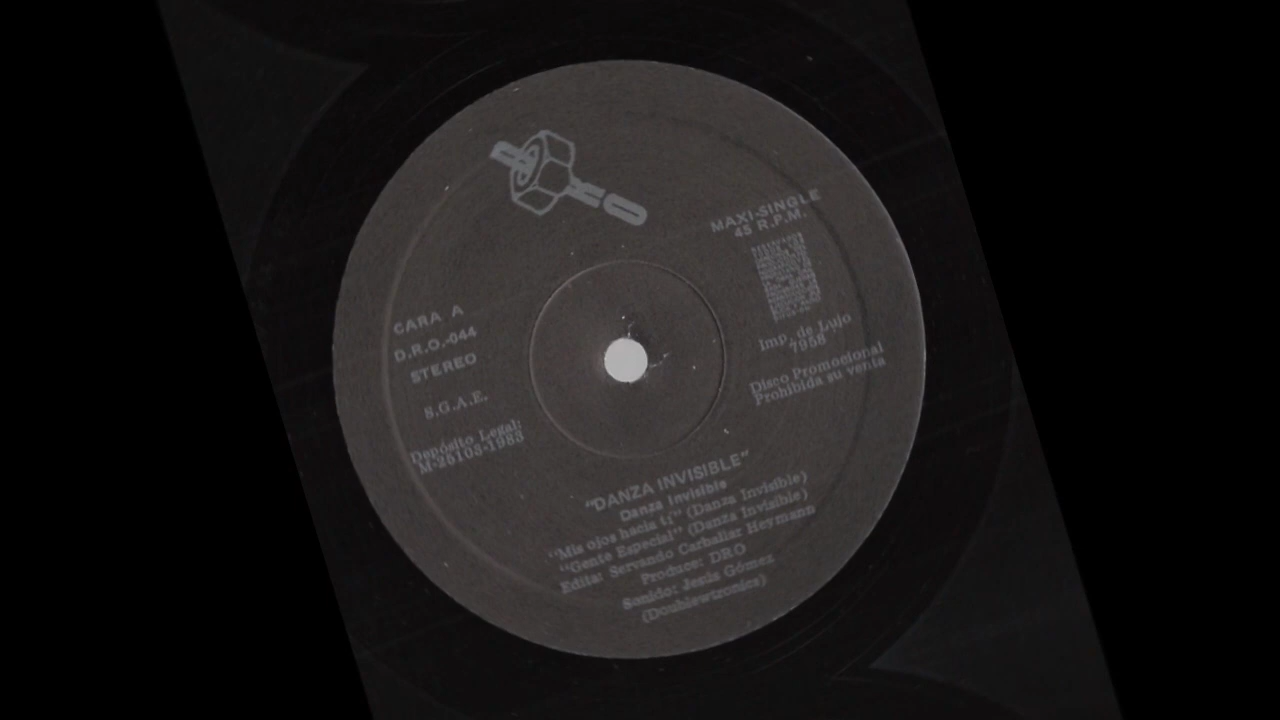 DRO
MAXI-SINGLE
45 R.P.M.
Imp. de Lujo
7958
Disco Promocional
Prohibida su venta
CARA A
D.R.O.-044
STEREO
S.G.A.E.
Depósito Legal:
M-25103-1983
"DANZA INVISIBLE"
Danza Invisible
"Mis ojos hacia ti" (Danza Invisible)
"Gente Especial" (Danza Invisible)
Edita: Servando Carballar Heymann
Produce: DRO
Sonido: Jesús Gómez
(Doublewtronics)